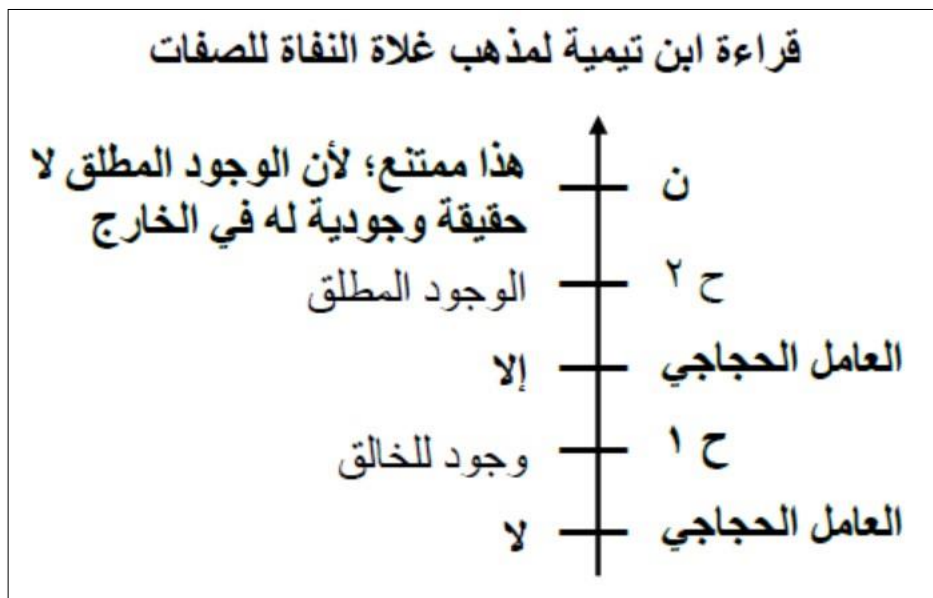 قراءة ابن تيمية لمذهب غلاة النفاة للصفات
ن
هذا ممتنع؛ لأن الوجود المطلق لا
حقيقة وجودية له في الخارج
ح ٢
الوجود المطلق
العامل الحجاجي
إلا
ح ١
وجود للخالق
العامل الحجاجي
لا